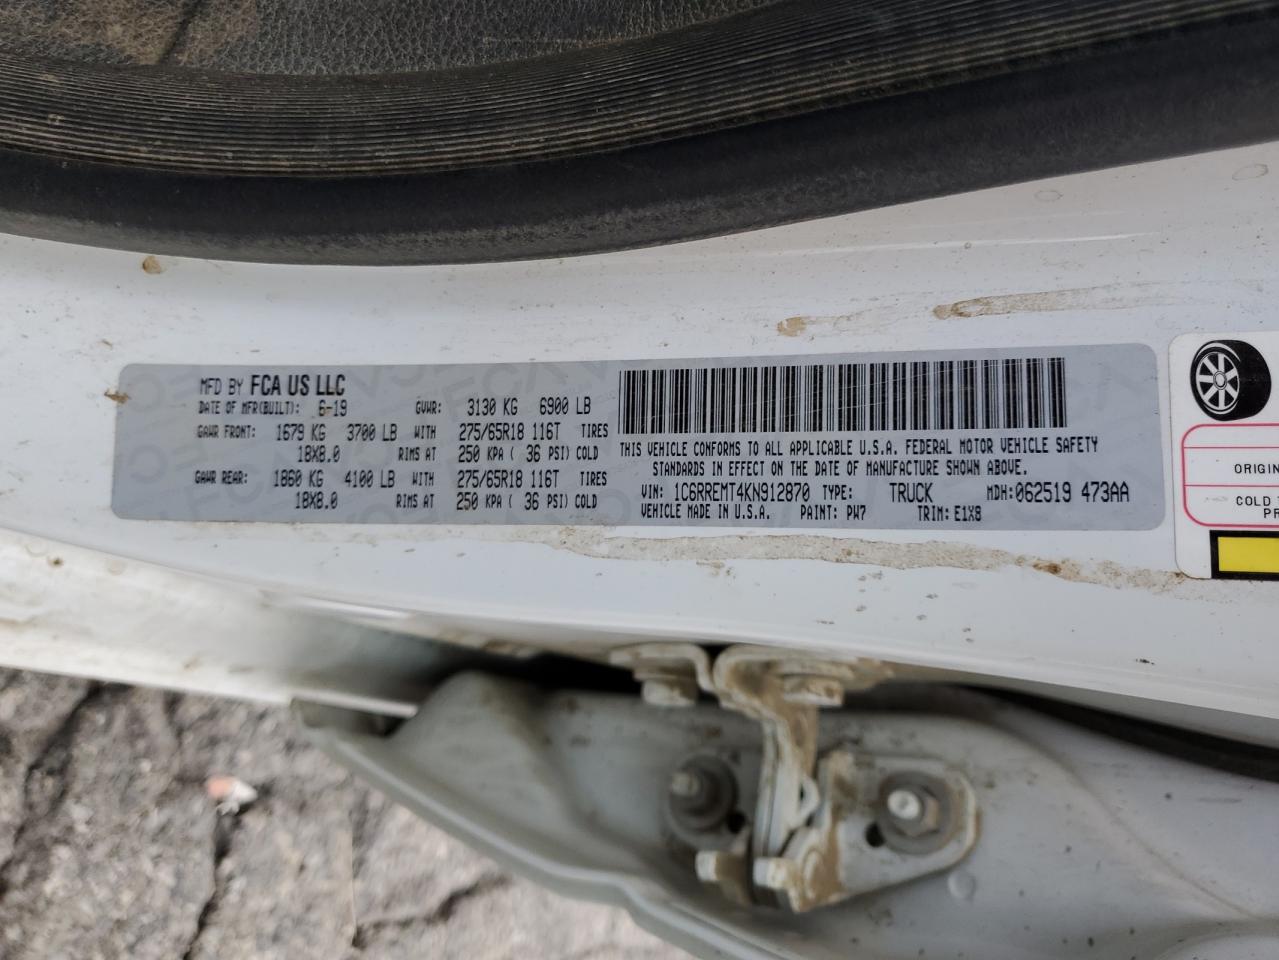 MFD BY FCA US LLC
DATE OF MFR(BUILT): 6-19 GVWR: 3130 KG 6900 LB
GAWR FRONT: 1679 KG 3700 LB WITH 275/65R18 116T TIRES
18X8.0 RIMS AT 250 KPA ( 36 PSI) COLD
GAWR REAR: 1860 KG 4100 LB WITH 275/65R18 116T TIRES
18X8.0 RIMS AT 250 KPA ( 36 PSI) COLD
THIS VEHICLE CONFORMS TO ALL APPLICABLE U.S.A. FEDERAL MOTOR VEHICLE SAFETY
STANDARDS IN EFFECT ON THE DATE OF MANUFACTURE SHOWN ABOVE.
VIN: 1C6RREMT4KN912870 TYPE: TRUCK MDH: 062519 473AA
VEHICLE MADE IN U.S.A. PAINT: PW7 TRIM: E1X8
ORIGIN
COLD
PR